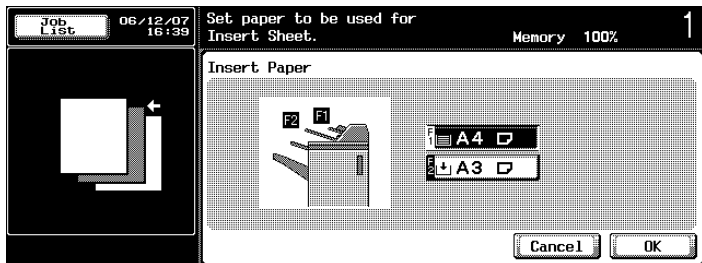 Job
List
06/12/07
16:39
Set paper to be used for
Insert Sheet.
Memory 100%
1
Insert Paper
F2 F1
F1 A4
F2 A3
Cancel OK